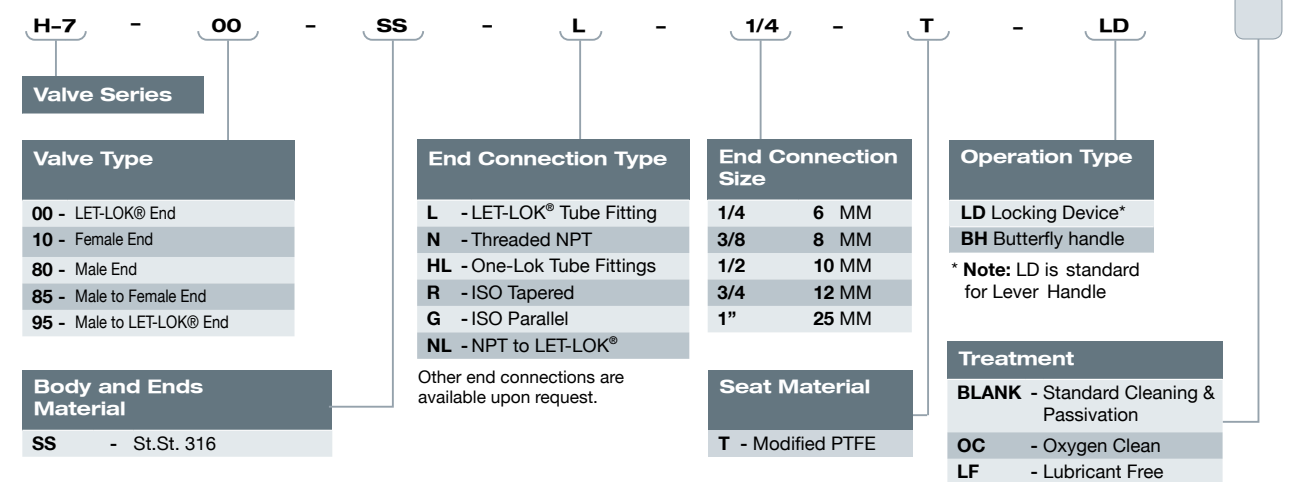 H-7 - 00 - SS - L - 1/4 - T - LD
Valve Series
Valve Type
00 - LET-LOK® End
10 - Female End
80 - Male End
85 - Male to Female End
95 - Male to LET-LOK® End
Body and Ends
Material
SS - St.St. 316
End Connection Type
L - LET-LOK® Tube Fitting
N - Threaded NPT
HL - One-Lok Tube Fittings
R - ISO Tapered
G - ISO Parallel
NL - NPT to LET-LOK®
Other end connections are
available upon request.
End Connection
Size
1/4 6 MM
3/8 8 MM
1/2 10 MM
3/4 12 MM
1” 25 MM
Seat Material
T - Modified PTFE
Operation Type
LD Locking Device*
BH Butterfly handle
* Note: LD is standard
for Lever Handle
Treatment
BLANK - Standard Cleaning &
Passivation
OC - Oxygen Clean
LF - Lubricant Free